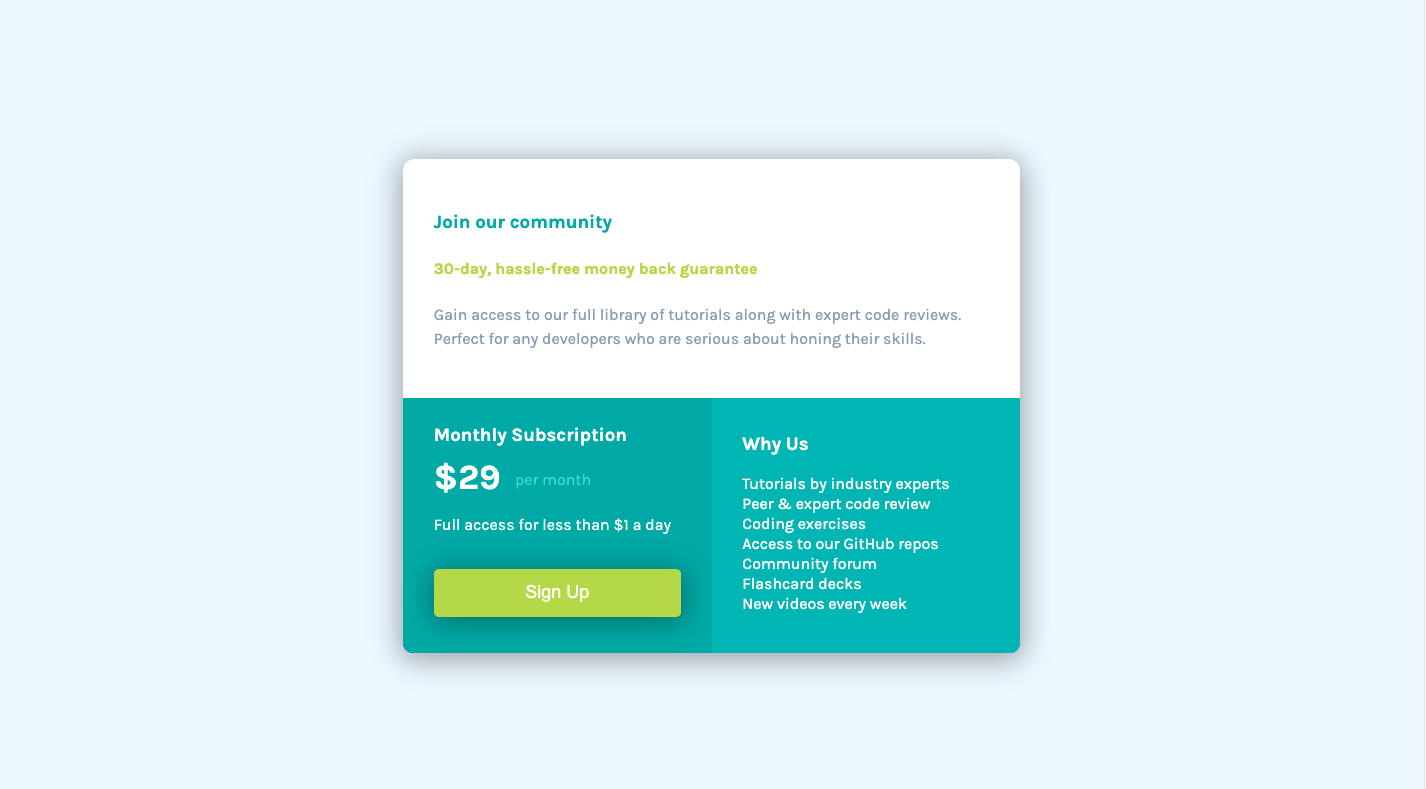 Join our community
30-day, hassle-free money back guarantee
Gain access to our full library of tutorials along with expert code reviews.
Perfect for any developers who are serious about honing their skills.
Monthly Subscription
$29 per month
Full access for less than $1 a day
Sign Up
Why Us
Tutorials by industry experts
Peer & expert code review
Coding exercises
Access to our GitHub repos
Community forum
Flashcard decks
New videos every week